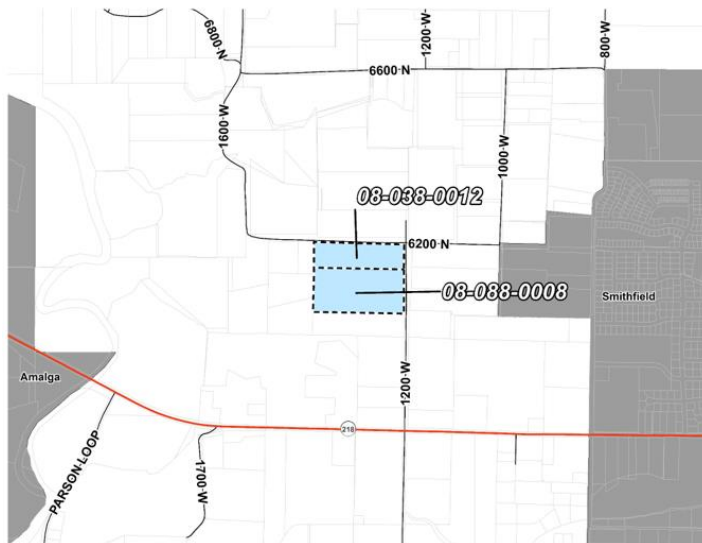 6800 N
1200 W
800 W
6600 N
1600 W
1000 W
08-038-0012
6200 N
08-088-0008
Smithfield
Amalga
1200 W
218
PARSON LOOP
1700 W